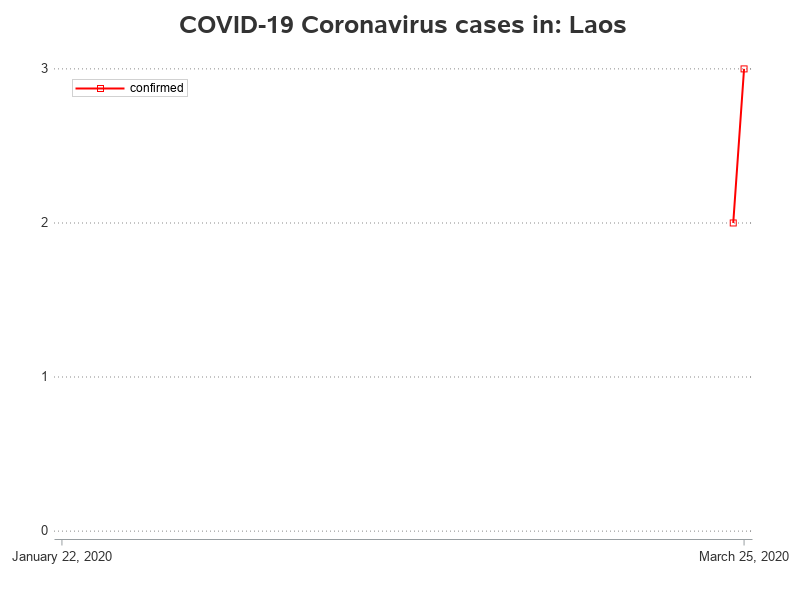 COVID-19 Coronavirus cases in: Laos
3
confirmed
2
1
0
January 22, 2020
March 25, 2020